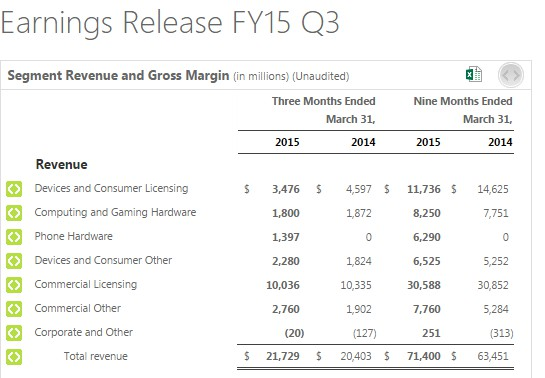 Earnings Release FY15 Q3
Segment Revenue and Gross Margin (in millions) (Unaudited)
Three Months Ended Nine Months Ended
March 31, March 31,
2015 2014 2015 2014
Revenue
Devices and Consumer Licensing $ 3,476 $ 4,597 $ 11,736 $ 14,625
Computing and Gaming Hardware 1,800 1,872 8,250 7,751
Phone Hardware 1,397 0 6,290 0
Devices and Consumer Other 2,280 1,824 6,525 5,252
Commercial Licensing 10,036 10,335 30,588 30,852
Commercial Other 2,760 1,902 7,760 5,284
Corporate and Other (20) (127) 251 (313)
Total revenue $ 21,729 $ 20,403 $ 71,400 $ 63,451